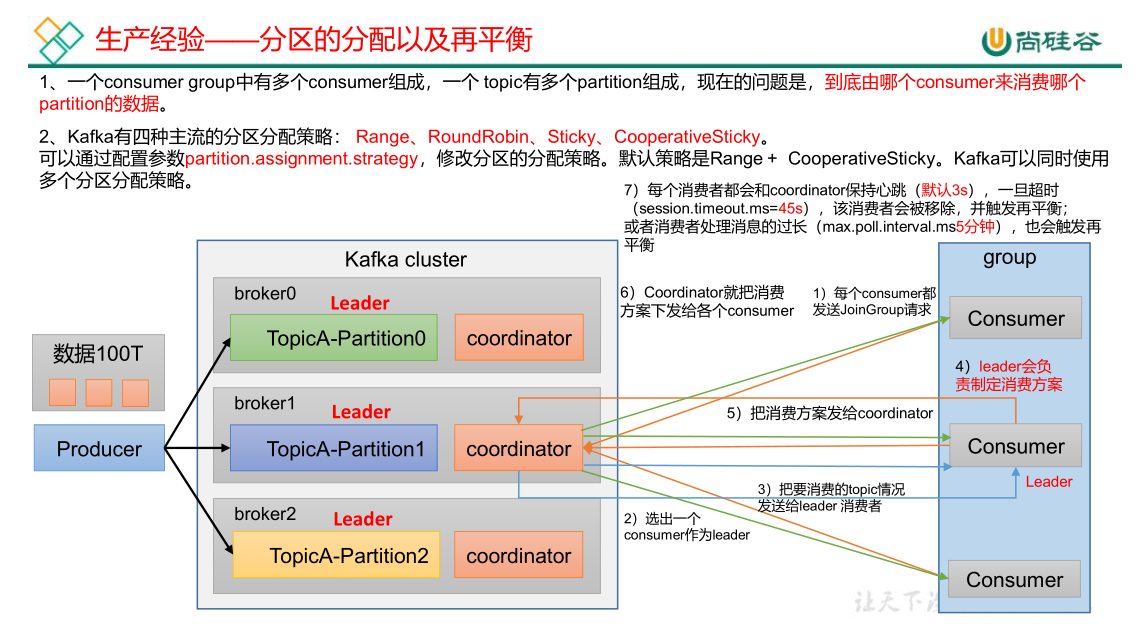 生产经验——分区的分配以及再平衡
尚硅谷
1、一个consumer group中有多个consumer组成，一个 topic有多个partition组成，现在的问题是，到底由哪个consumer来消费哪个
partition的数据。
2、Kafka有四种主流的分区分配策略： Range、RoundRobin、Sticky、CooperativeSticky。
可以通过配置参数partition.assignment.strategy，修改分区的分配策略。默认策略是Range + CooperativeSticky。Kafka可以同时使用
多个分区分配策略。
7）每个消费者都会和coordinator保持心跳（默认3s），一旦超时
（session.timeout.ms=45s），该消费者会被移除，并触发再平衡；
或者消费者处理消息的过长（max.poll.interval.ms5分钟），也会触发再
平衡
Kafka cluster
group
broker0
Leader
TopicA-Partition0
coordinator
6）Coordinator就把消费
方案下发给各个consumer
1）每个consumer都
发送JoinGroup请求
Consumer
数据100T
Producer
broker1
Leader
TopicA-Partition1
coordinator
4）leader会负
责制定消费方案
5）把消费方案发给coordinator
Consumer
Leader
3）把要消费的topic情况
发送给leader 消费者
2）选出一个
consumer作为leader
broker2
Leader
TopicA-Partition2
coordinator
Consumer
让天下